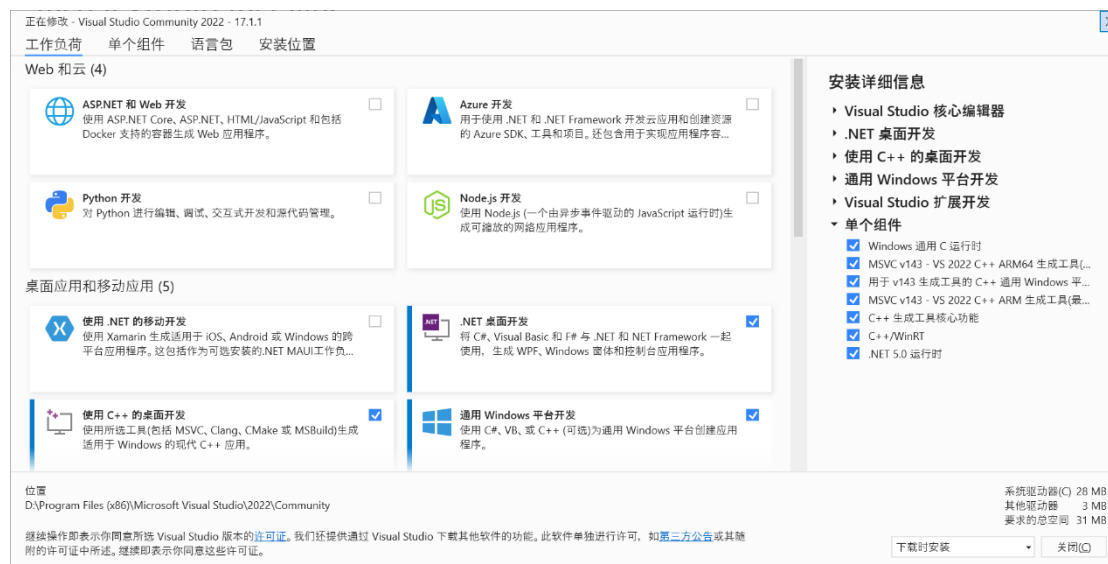 正在修改 - Visual Studio Community 2022 - 17.1.1
工作负荷 单个组件 语言包 安装位置
Web 和云 (4)
ASP.NET 和 Web 开发
使用 ASP.NET Core、ASP.NET、HTML/JavaScript 和包括
Docker 支持的容器生成 Web 应用程序。
Azure 开发
用于使用 .NET 和 .NET Framework 开发云应用和创建资源
的 Azure SDK、工具和项目。还包含用于实现应用程序容...
Python 开发
对 Python 进行编辑、调试、交互式开发和源代码管理。
Node.js 开发
使用 Node.js (一个由异步事件驱动的 JavaScript 运行时)生
成可缩放的网络应用程序。
桌面应用和移动应用 (5)
使用 .NET 的移动开发
使用 Xamarin 生成适用于 iOS、Android 或 Windows 的跨
平台应用程序。这包括作为可选安装的.NET MAUI工作负...
.NET 桌面开发
将 C#、Visual Basic 和 F# 与 .NET 和 .NET Framework 一起
使用，生成 WPF、Windows 窗体和控制台应用程序。
使用 C++ 的桌面开发
使用所选工具(包括 MSVC、Clang、CMake 或 MSBuild)生成
适用于 Windows 的现代 C++ 应用。
通用 Windows 平台开发
使用 C#、VB、或 C++ (可选)为通用 Windows 平台创建应用
程序。
安装详细信息
Visual Studio 核心编辑器
.NET 桌面开发
使用 C++ 的桌面开发
通用 Windows 平台开发
Visual Studio 扩展开发
单个组件
Windows 通用 C 运行时
MSVC v143 - VS 2022 C++ ARM64 生成工具(...
用于 v143 生成工具的 C++ 通用 Windows 平...
MSVC v143 - VS 2022 C++ ARM 生成工具(最...
C++ 生成工具核心功能
C++/WinRT
.NET 5.0 运行时
位置
D:\Program Files (x86)\Microsoft Visual Studio\2022\Community
系统驱动器(C) 28 MB
其他驱动器 3 MB
要求的总空间 31 MB
继续操作即表示你同意所选 Visual Studio 版本的许可证。我们还提供通过 Visual Studio 下载其他软件的功能。此软件单独进行许可，如第三方公告或其随
附的许可证中所述。继续即表示你同意这些许可证。
下载时安装
关闭(C)